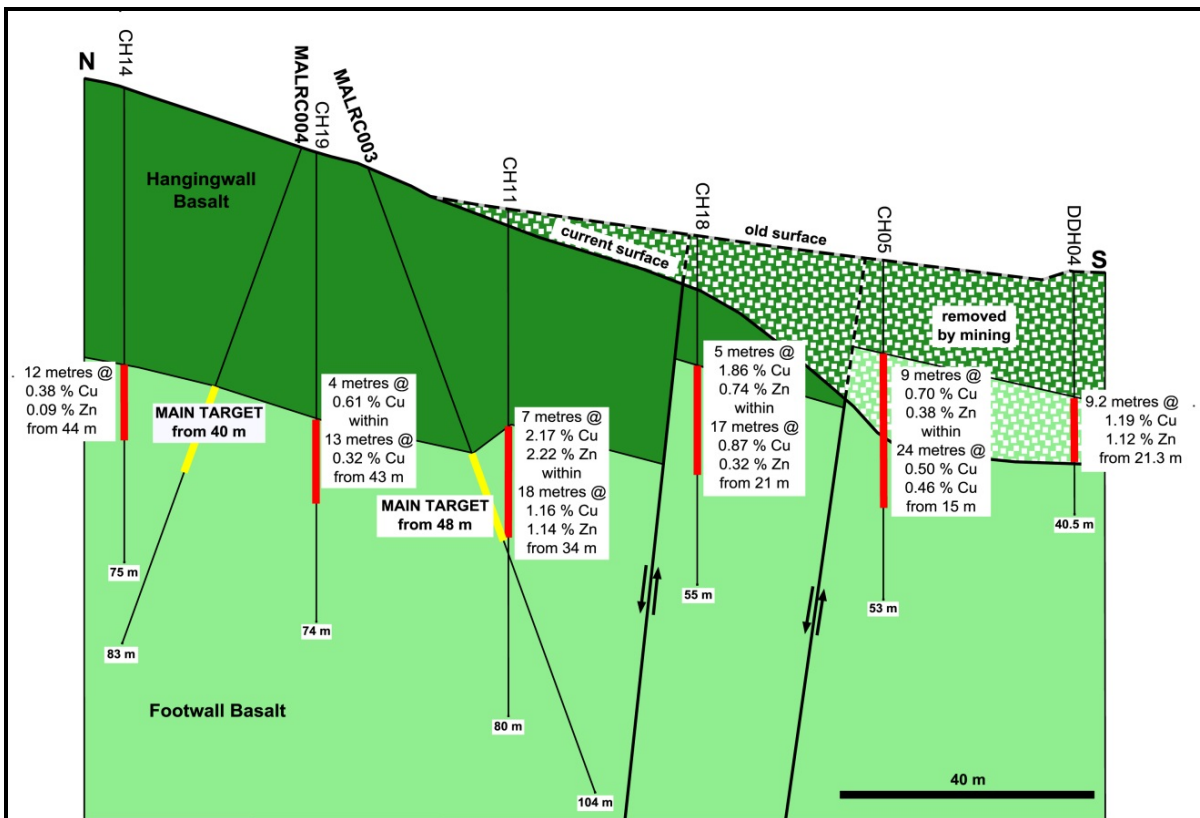 N
CH14
MALRC004
CH19
MALRC003
CH11
CH18
CH05
DDH04
S
Hangingwall
Basalt
current surface
old surface
removed
by mining
12 metres @
0.38 % Cu
0.09 % Zn
from 44 m
MAIN TARGET
from 40 m
4 metres @
0.61 % Cu
within
13 metres @
0.32 % Cu
from 43 m
MAIN TARGET
from 48 m
7 metres @
2.17 % Cu
2.22 % Zn
within
18 metres @
1.16 % Cu
1.14 % Zn
from 34 m
5 metres @
1.86 % Cu
0.74 % Zn
within
17 metres @
0.87 % Cu
0.32 % Zn
from 21 m
9 metres @
0.70 % Cu
0.38 % Zn
within
24 metres @
0.50 % Cu
0.46 % Cu
from 15 m
9.2 metres @
1.19 % Cu
1.12 % Zn
from 21.3 m
75 m
83 m
74 m
80 m
104 m
55 m
53 m
40.5 m
Footwall Basalt
40 m